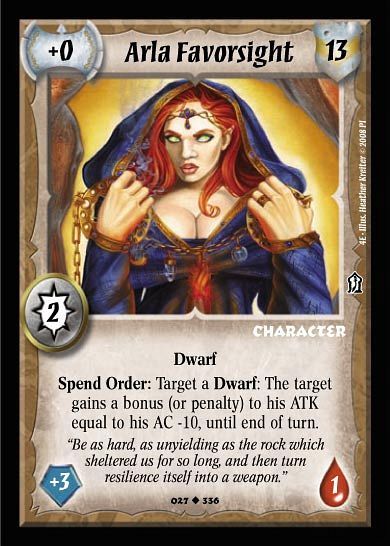 +0
Arla Favorsight
13
4E - Illus. Heather Kreiter © 2008 PI
2
CHARACTER
Dwarf
Spend Order: Target a Dwarf: The target
gains a bonus (or penalty) to his ATK
equal to his AC -10, until end of turn.
“Be as hard, as unyielding as the rock which
sheltered us for so long, and then turn
resilience itself into a weapon.”
+3
027 ◆ 336
1